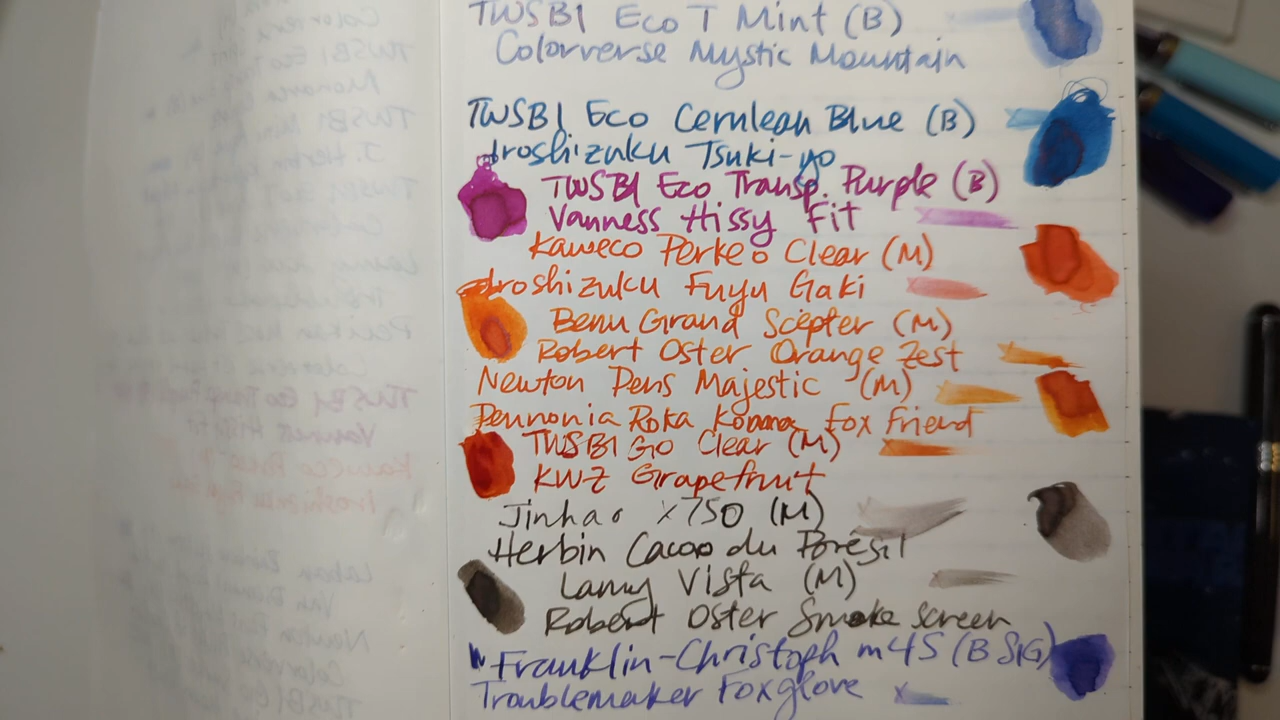 TWSBI Eco T Mint (B)
Colorverse Mystic Mountain
TWSBI Eco Cerulean Blue (B)
Iroshizuku Tsuki-yo
TWSBI Eco Transp. Purple (B)
Vanness Hissy Fit
Kaweco Perkeo Clear (M)
Iroshizuku Fuyu Gaki
Benu Grand Scepter (M)
Robert Oster Orange Zest
Newton Pens Majestic (M)
Pennonia Roka Koma Fox Friend
TWSBI Go Clear (M)
KWZ Grapefruit
Jinhao x750 (M)
Herbin Cacao du Bresil
Lamy Vista (M)
Robert Oster Smoke screen
Franklin-Christoph m45 (B SIG)
Troublemaker Foxglove